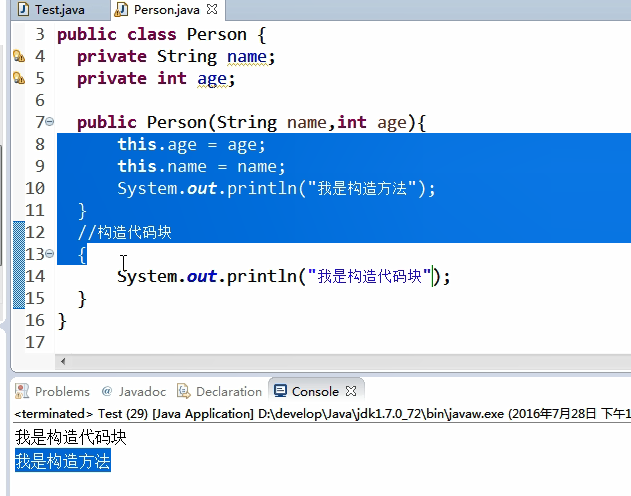 Test.java Person.java
3 public class Person {
4 private String name;
5 private int age;
6
7 public Person(String name,int age){
8 this.age = age;
9 this.name = name;
10 System.out.println("我是构造方法");
11 }
12 //构造代码块
13 {
14 System.out.println("我是构造代码块");
15 }
16 }
17
Problems @ Javadoc Declaration Console
<terminated> Test (29) [Java Application] D:\develop\Java\jdk1.7.0_72\bin\javaw.exe (2016年7月28日 下午1
我是构造代码块
我是构造方法